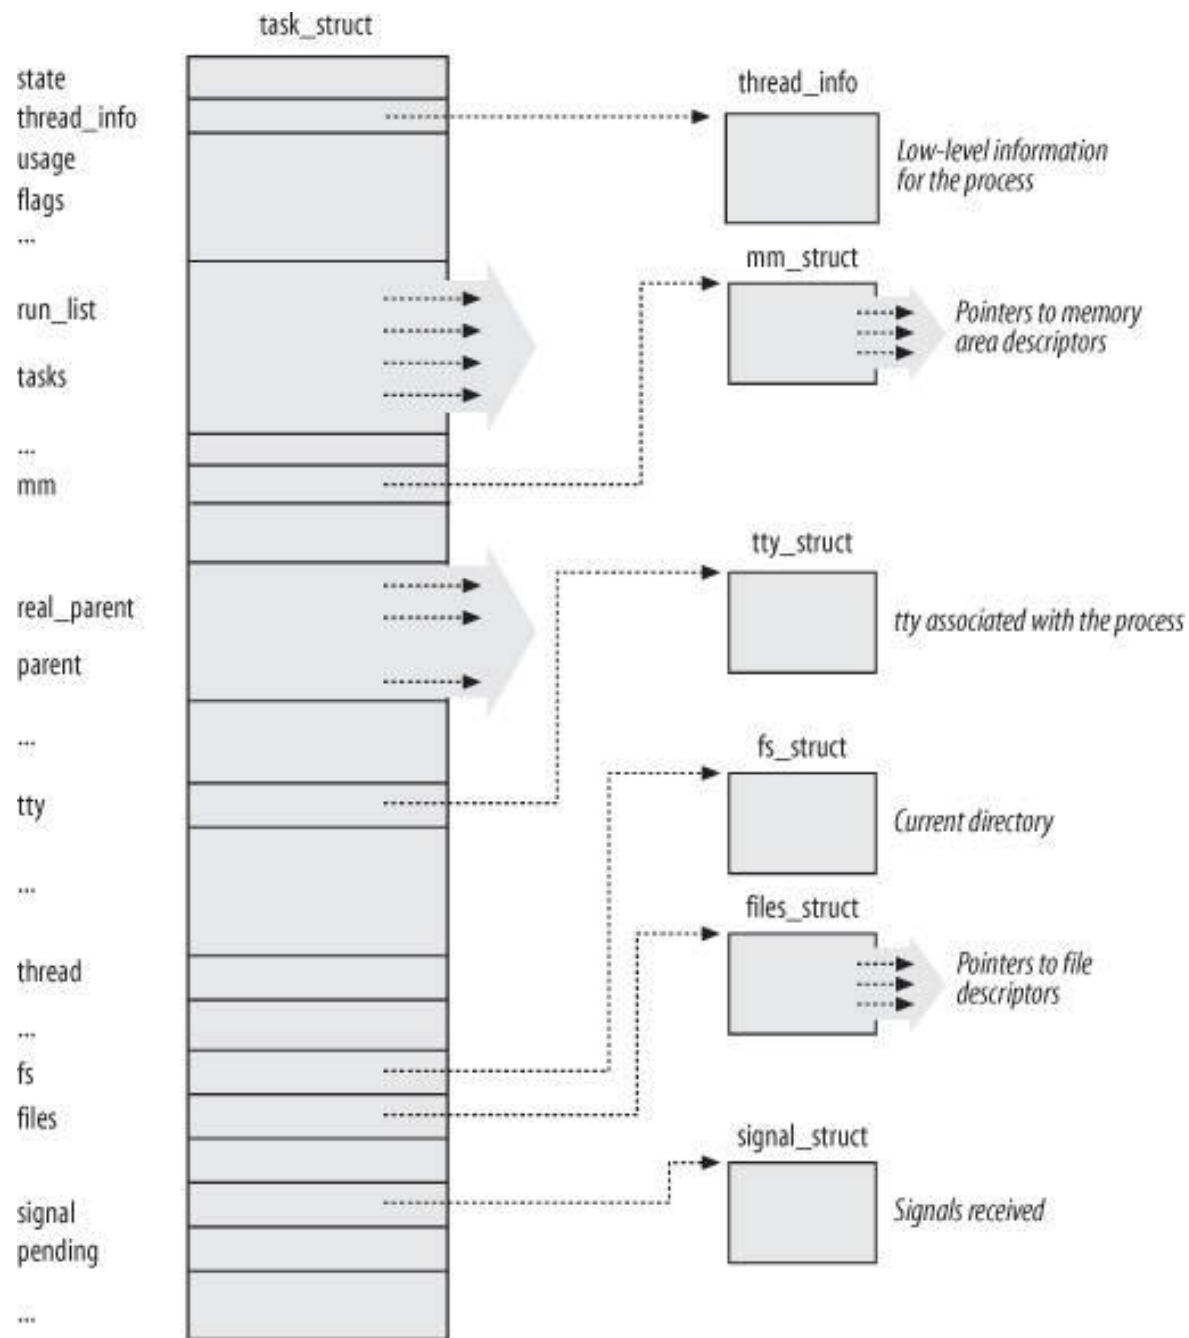 task_struct
state
thread_info
usage
flags
...
run_list
tasks
...
mm
real_parent
parent
...
tty
...
thread
...
fs
files
signal
pending
...
thread_info
Low-level information
for the process
mm_struct
Pointers to memory
area descriptors
tty_struct
tty associated with the process
fs_struct
Current directory
files_struct
Pointers to file
descriptors
signal_struct
Signals received